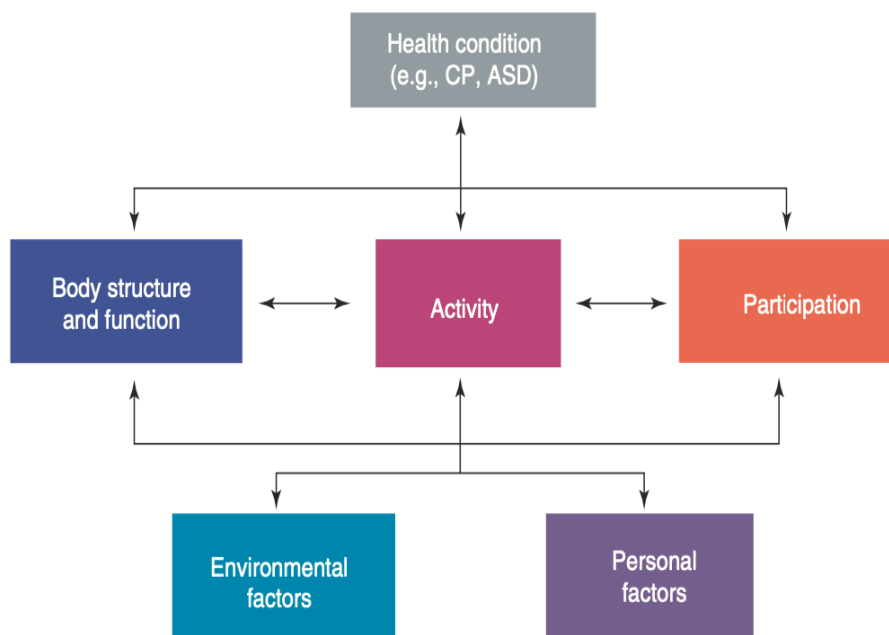 Health condition
(e.g., CP, ASD)
Body structure
and function
Activity
Participation
Environmental
factors
Personal
factors